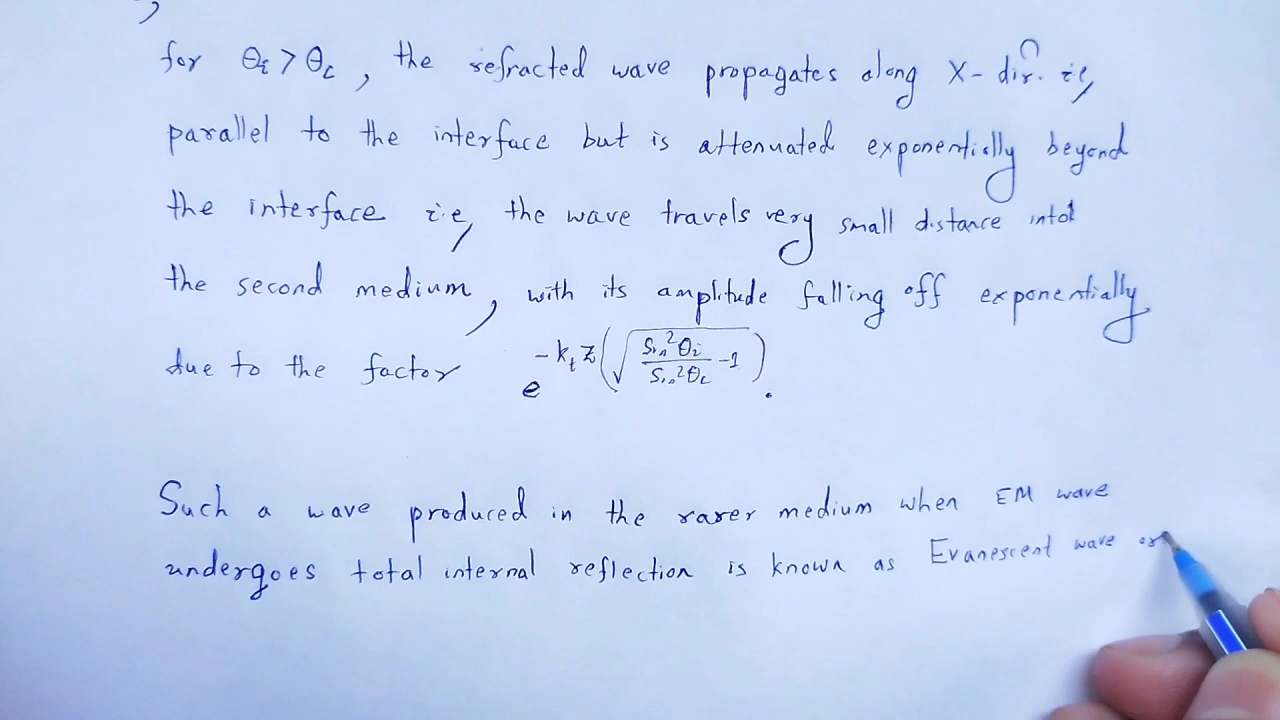 for θi > θc, the refracted wave propagates along X-dirⁿ. i.e,
parallel to the interface but is attenuated exponentially beyond
the interface i.e, the wave travels very small distance into
the second medium, with its amplitude falling off exponentially
due to the factor e^{-k_t z (√(Sin²θi/Sin²θc - 1))}.
Such a wave produced in the rarer medium when EM wave
undergoes total internal reflection is known as Evanescent wave or